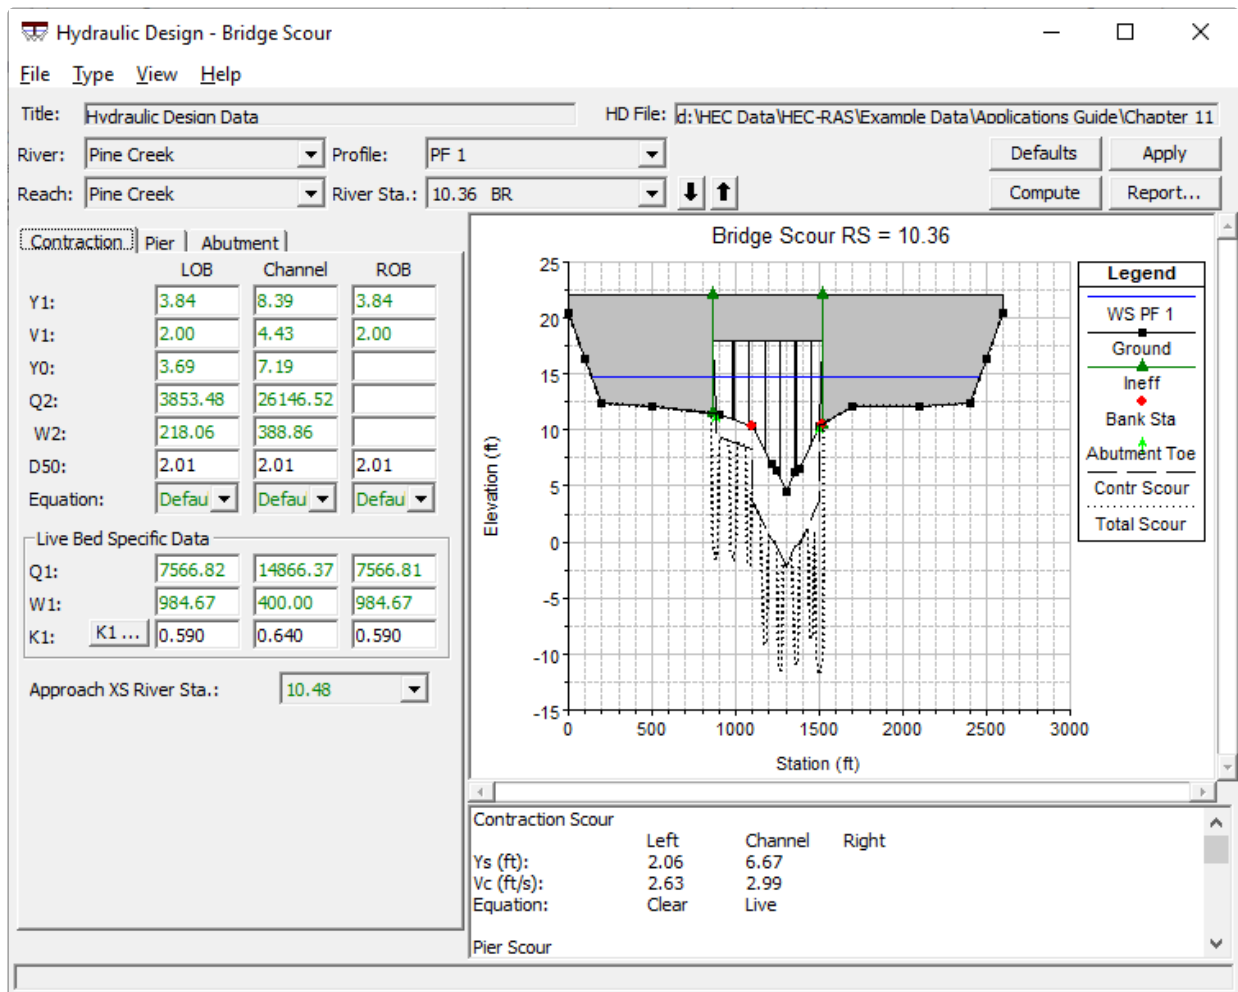 Hydraulic Design - Bridge Scour
File Type View Help
Title: Hydraulic Design Data HD File: d:\HEC Data\HEC-RAS\Example Data\Applications Guide\Chapter 11
River: Pine Creek Profile: PF 1 Defaults Apply
Reach: Pine Creek River Sta.: 10.36 BR Compute Report...
Contraction Pier Abutment
LOB Channel ROB
Y1: 3.84 8.39 3.84
V1: 2.00 4.43 2.00
Y0: 3.69 7.19
Q2: 3853.48 26146.52
W2: 218.06 388.86
D50: 2.01 2.01 2.01
Equation: Defau Defau Defau
Live Bed Specific Data
Q1: 7566.82 14866.37 7566.81
W1: 984.67 400.00 984.67
K1: K1 ... 0.590 0.640 0.590
Approach XS River Sta.: 10.48
Bridge Scour RS = 10.36
25
20
15
10
5
0
-5
-10
-15
Elevation (ft)
0 500 1000 1500 2000 2500 3000
Station (ft)
Legend
WS PF 1
Ground
Ineff
Bank Sta
Abutment Toe
Contr Scour
Total Scour
Contraction Scour
Left Channel Right
Ys (ft): 2.06 6.67
Vc (ft/s): 2.63 2.99
Equation: Clear Live
Pier Scour